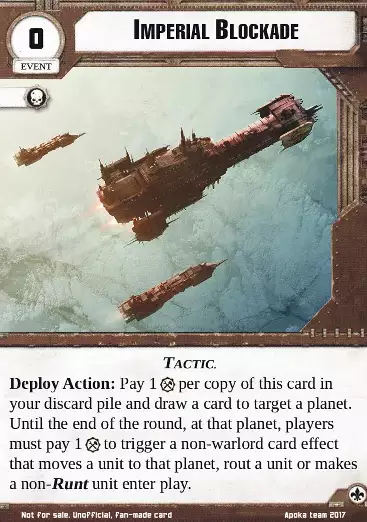 0
IMPERIAL BLOCKADE
EVENT
TACTIC.
Deploy Action: Pay 1 per copy of this card in
your discard pile and draw a card to target a planet.
Until the end of the round, at that planet, players
must pay 1 to trigger a non-warlord card effect
that moves a unit to that planet, rout a unit or makes
a non-Runt unit enter play.
Not for sale. Unofficial, Fan-made card
Apoka team 2017